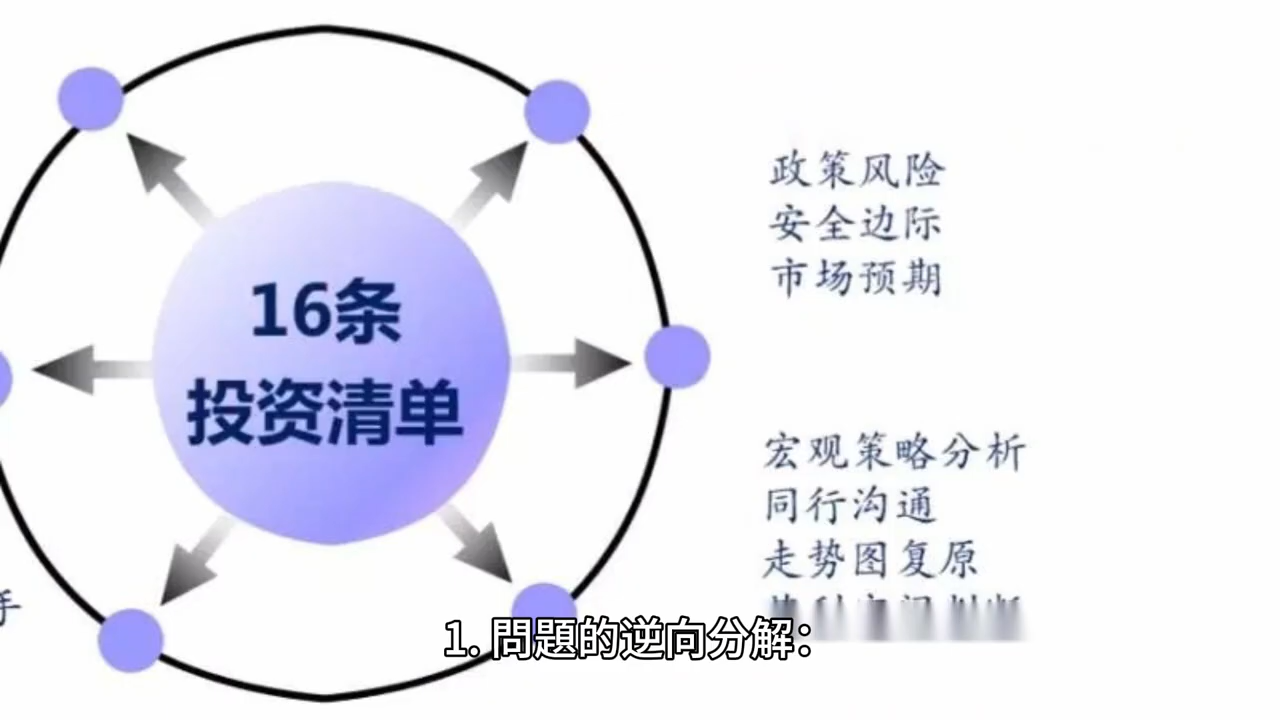 16条
投资清单
政策风险
安全边际
市场预期
宏观策略分析
同行沟通
走势图复原
手
1. 問題的逆向分解：